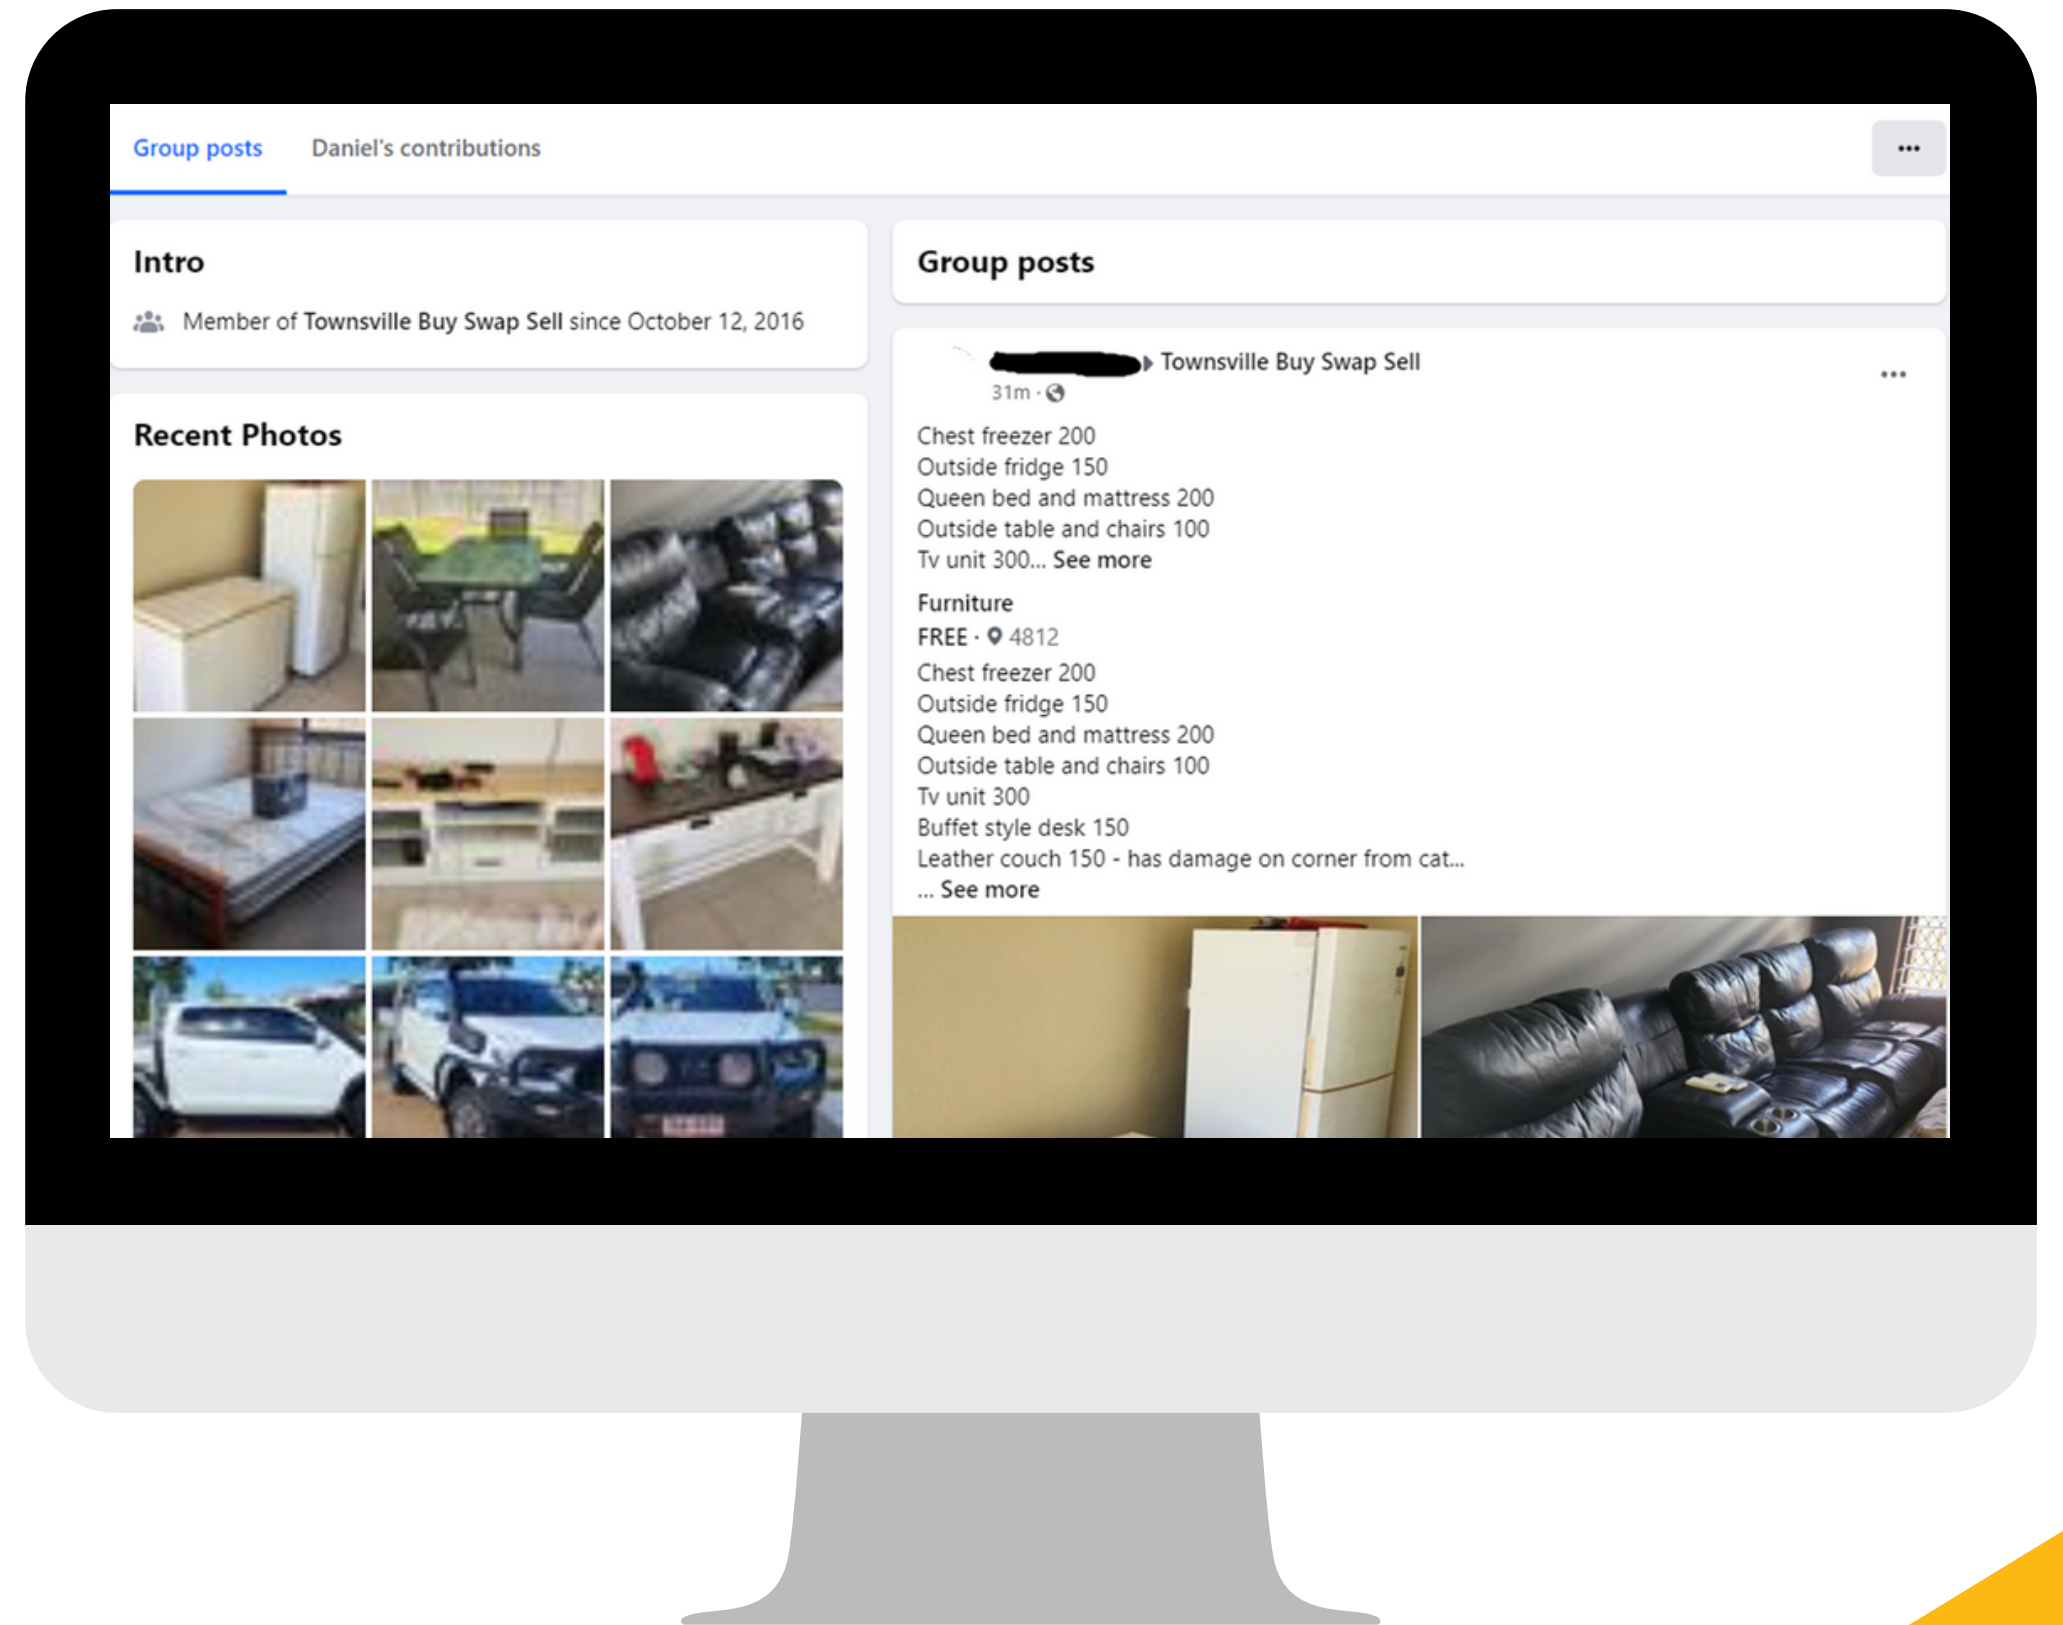 Group posts
Daniel's contributions
Intro
Member of Townsville Buy Swap Sell since October 12, 2016
Recent Photos
Group posts
Townsville Buy Swap Sell
31m ·
Chest freezer 200
Outside fridge 150
Queen bed and mattress 200
Outside table and chairs 100
Tv unit 300... See more
Furniture
FREE · 4812
Chest freezer 200
Outside fridge 150
Queen bed and mattress 200
Outside table and chairs 100
Tv unit 300
Buffet style desk 150
Leather couch 150 - has damage on corner from cat...
... See more